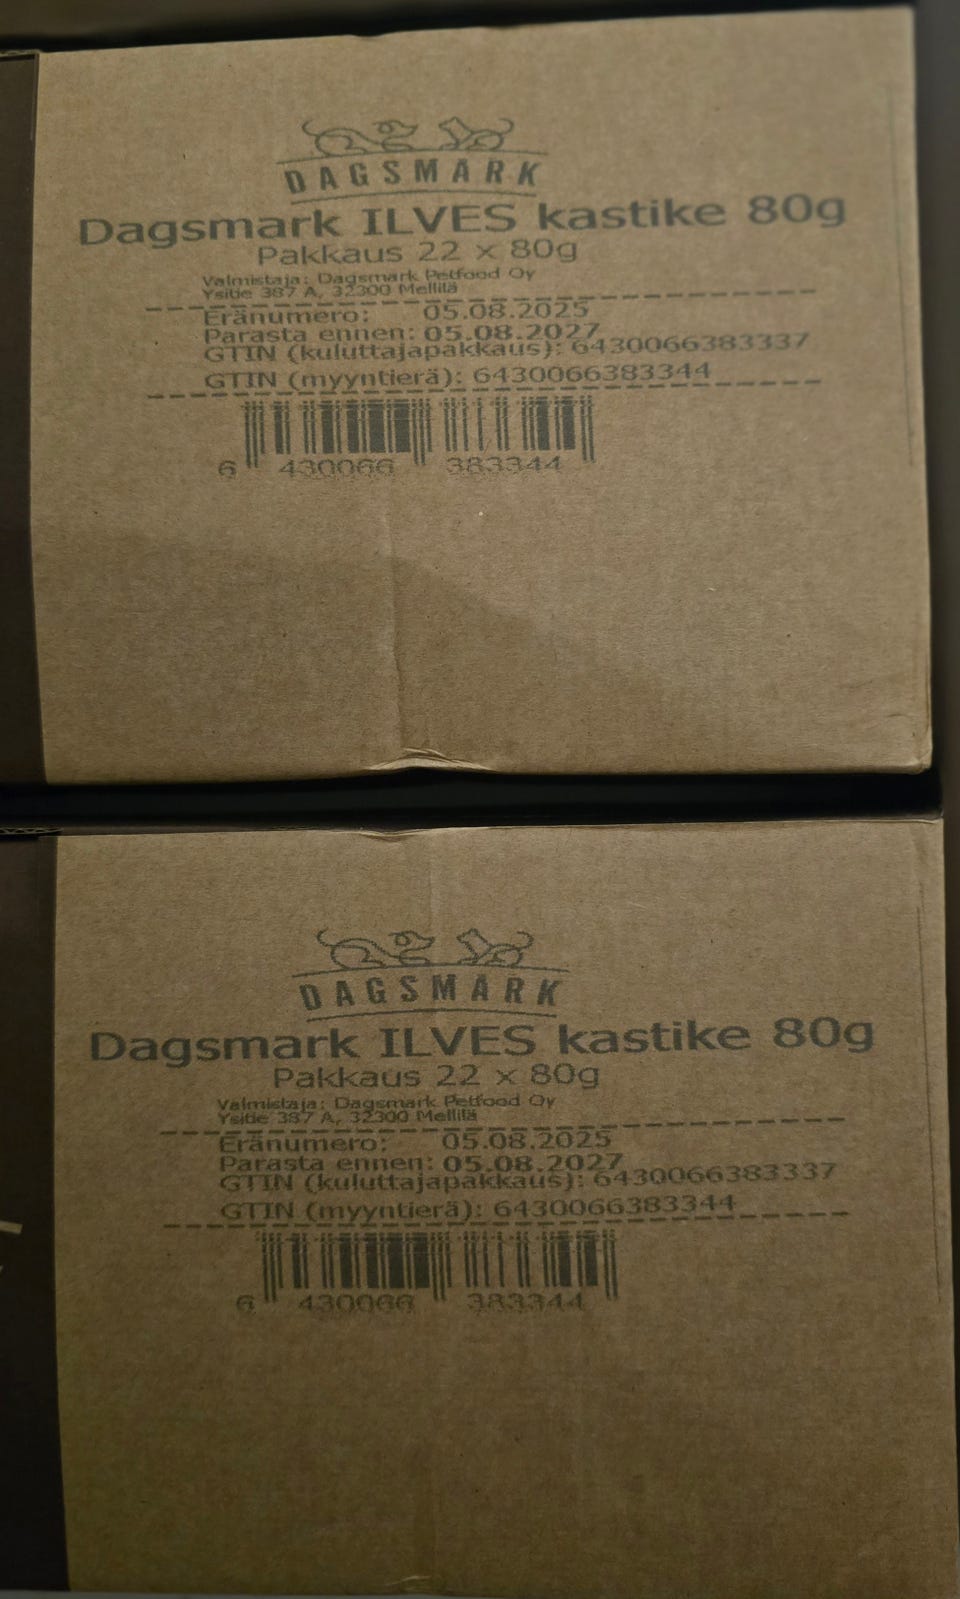 DAGSMARK
Dagsmark ILVES kastike 80g
Pakkaus 22 x 80g
Valmistaja: Dagsmark Petfood Oy
Ysitie 387 A, 32300 Mellilä
Eränumero: 05.08.2025
Parasta ennen: 05.08.2027
GTIN (kuluttajapakkaus): 6430066383337
GTIN (myyntierä): 6430066383344
6 430066 383344
DAGSMARK
Dagsmark ILVES kastike 80g
Pakkaus 22 x 80g
Valmistaja: Dagsmark Petfood Oy
Ysitie 387 A, 32300 Mellilä
Eränumero: 05.08.2025
Parasta ennen: 05.08.2027
GTIN (kuluttajapakkaus): 6430066383337
GTIN (myyntierä): 6430066383344
6 430066 383344